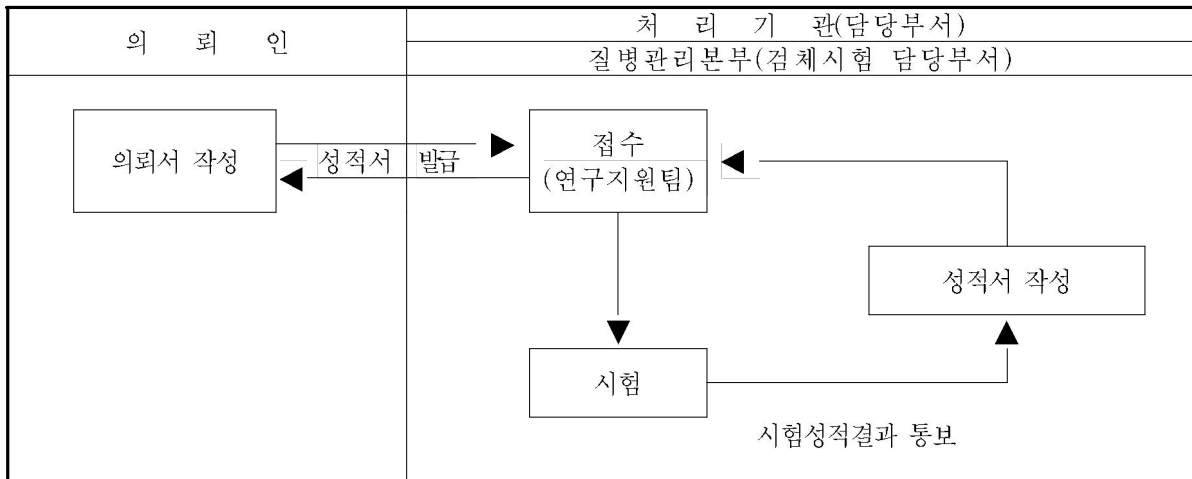 의 뢰 인
처 리 기 관(담당부서)
질병관리본부(검체시험 담당부서)
의뢰서 작성
성적서 발급
접수
(연구지원팀)
성적서 작성
시험
시험성적결과 통보